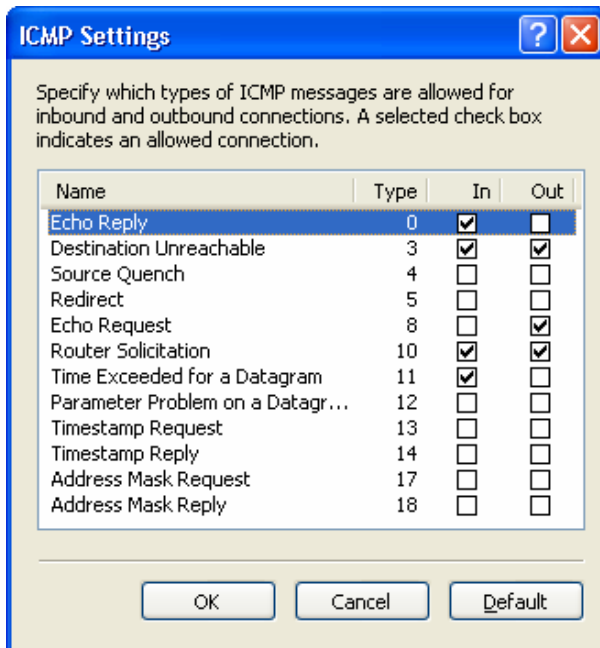 ICMP Settings
Specify which types of ICMP messages are allowed for
inbound and outbound connections. A selected check box
indicates an allowed connection.
Name Type In Out
Echo Reply 0
Destination Unreachable 3
Source Quench 4
Redirect 5
Echo Request 8
Router Solicitation 10
Time Exceeded for a Datagram 11
Parameter Problem on a Datagr... 12
Timestamp Request 13
Timestamp Reply 14
Address Mask Request 17
Address Mask Reply 18
OK Cancel Default